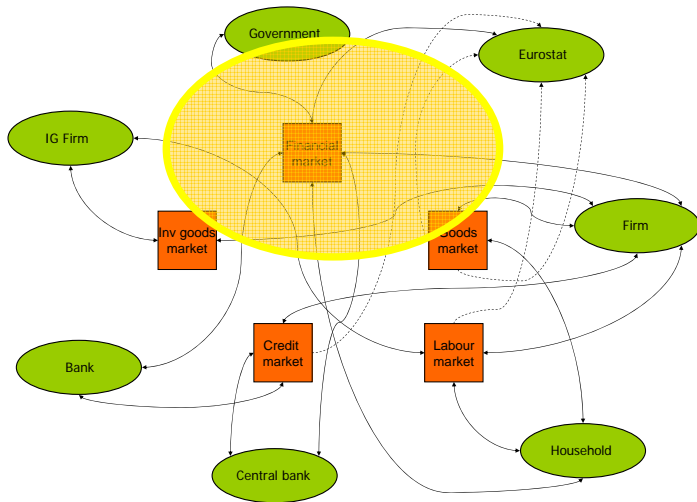 Government
Eurostat
IG Firm
Financial
market
Inv goods
market
Goods
market
Firm
Credit
market
Labour
market
Bank
Household
Central bank